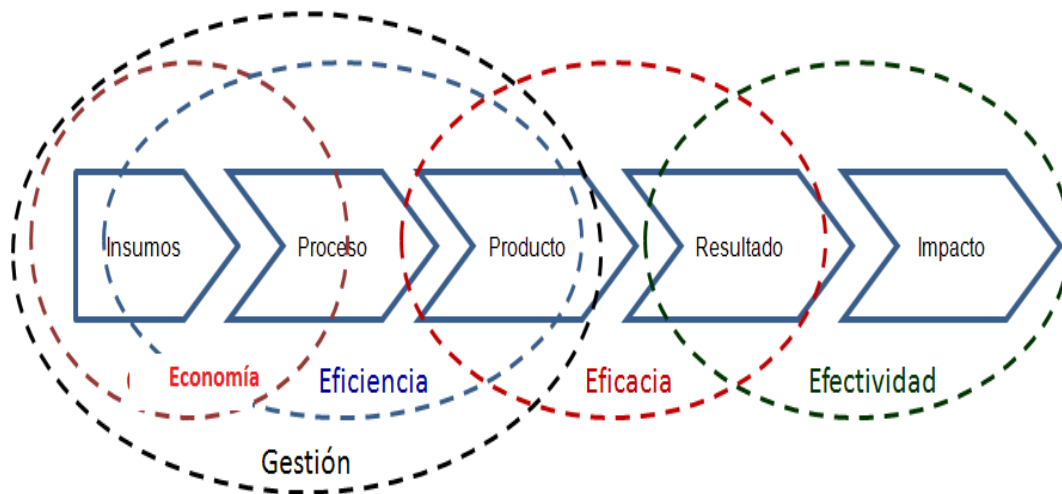 Insumos
Proceso
Producto
Resultado
Impacto
Economía
Eficiencia
Eficacia
Efectividad
Gestión